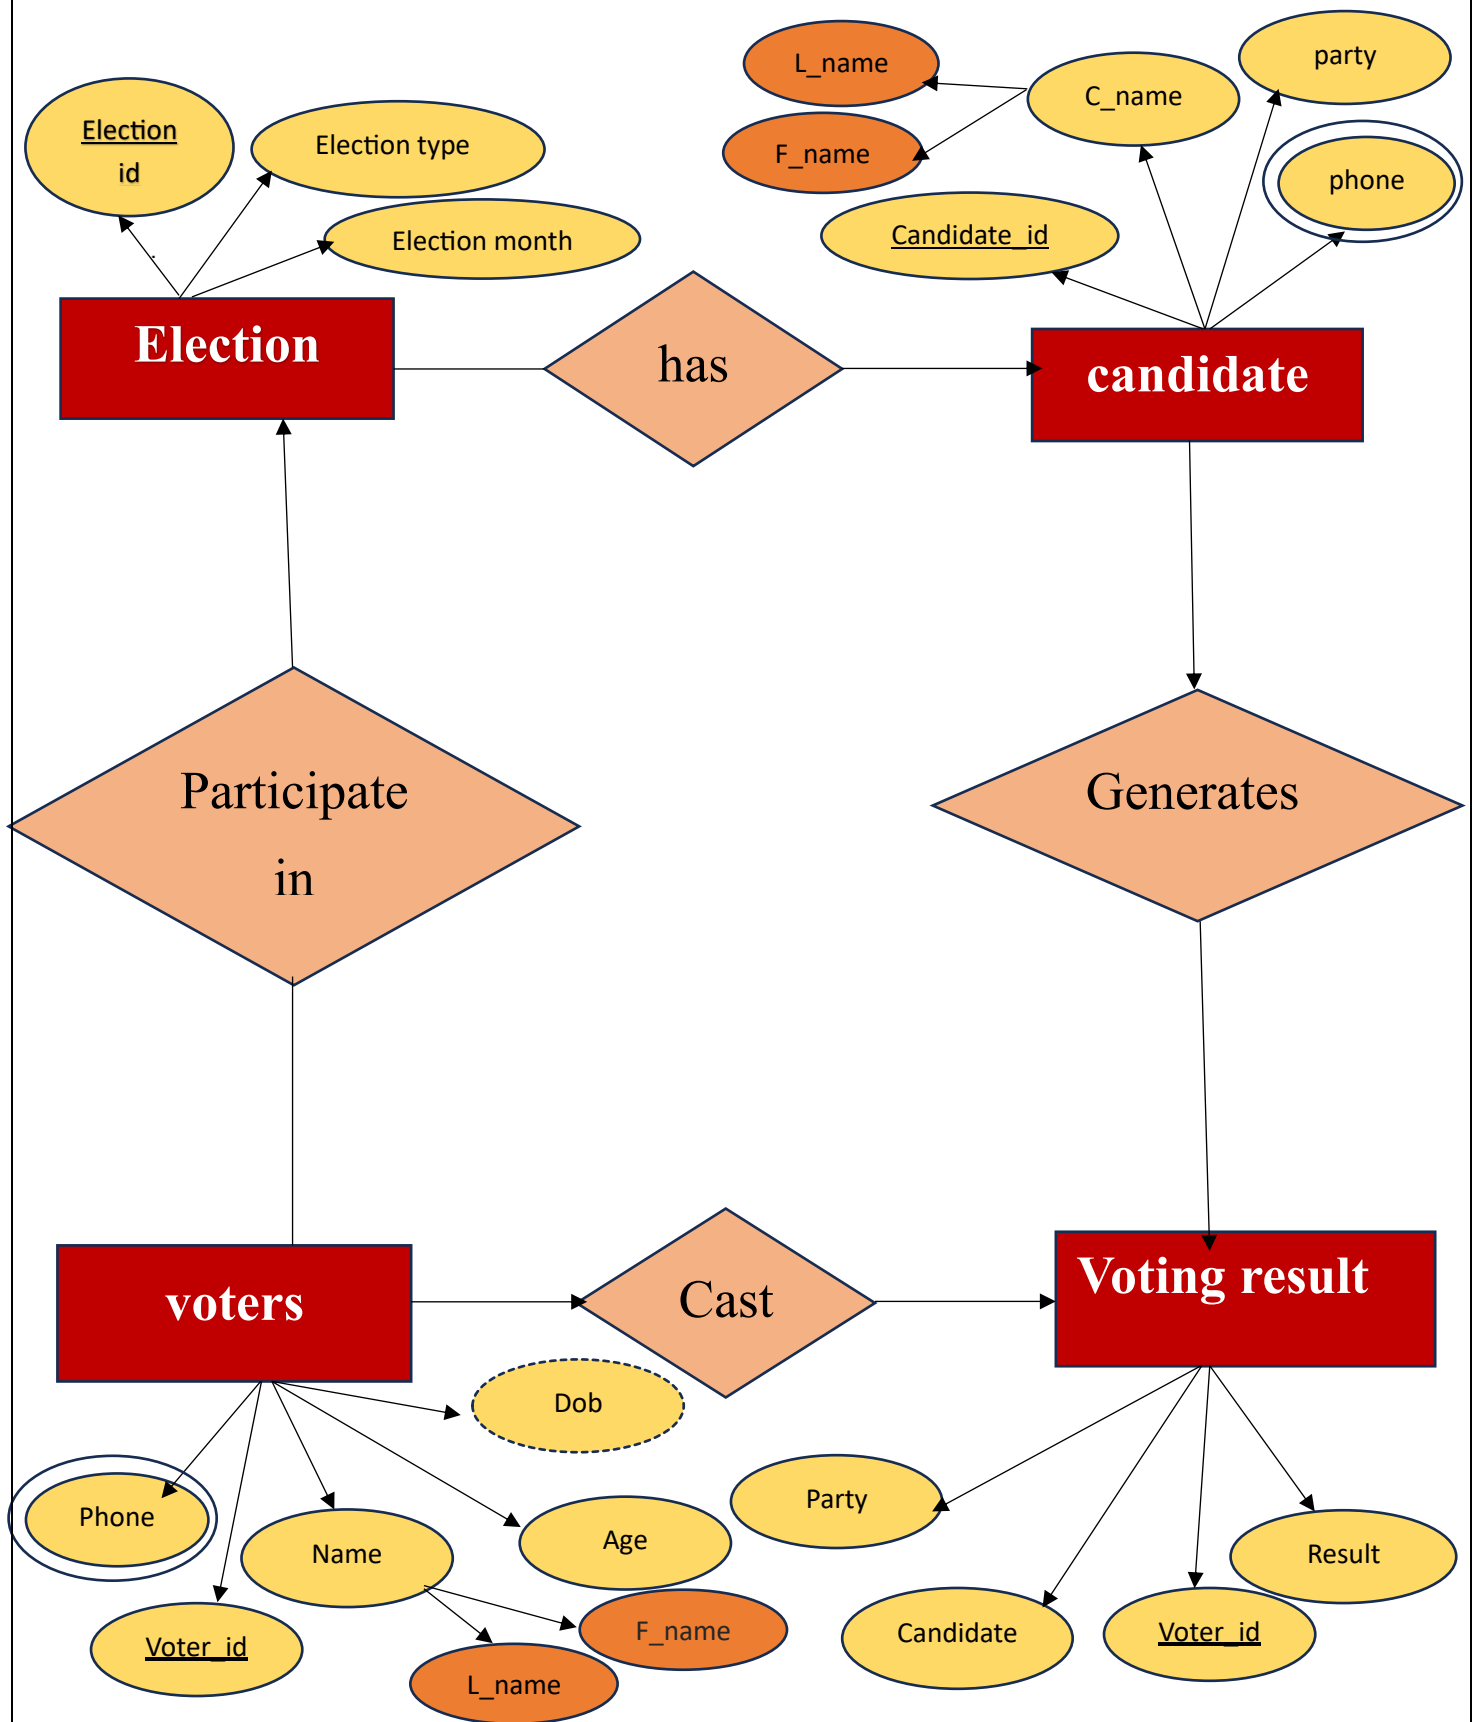 L_name
C_name
party
F_name
phone
Election
id
Election type
Election month
Candidate_id
Election
has
candidate
Participate
in
Generates
voters
Cast
Voting result
Dob
Phone
Name
Age
Voter_id
F_name
L_name
Party
Candidate
Voter_id
Result